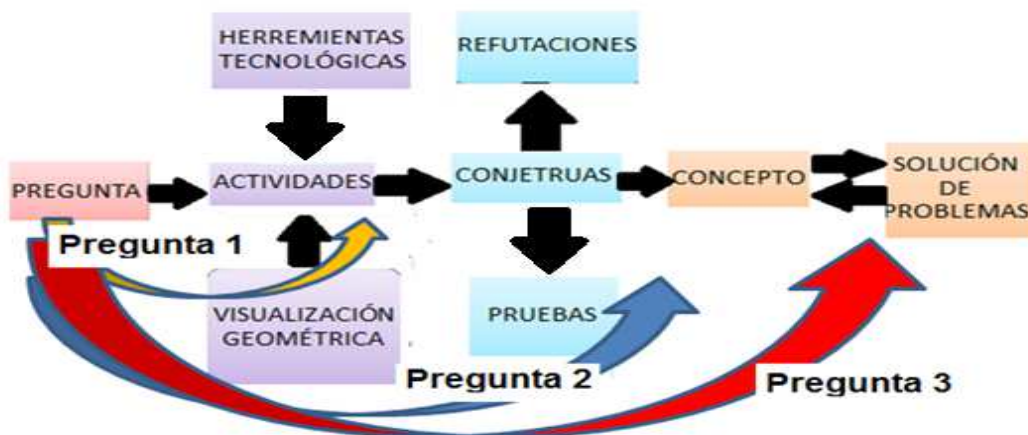 HERREMIENTAS
TECNOLÓGICAS
REFUTACIONES
PREGUNTA
ACTIVIDADES
CONJETRUAS
CONCEPTO
SOLUCIÓN
DE
PROBLEMAS
Pregunta 1
VISUALIZACIÓN
GEOMÉTRICA
PRUEBAS
Pregunta 2
Pregunta 3